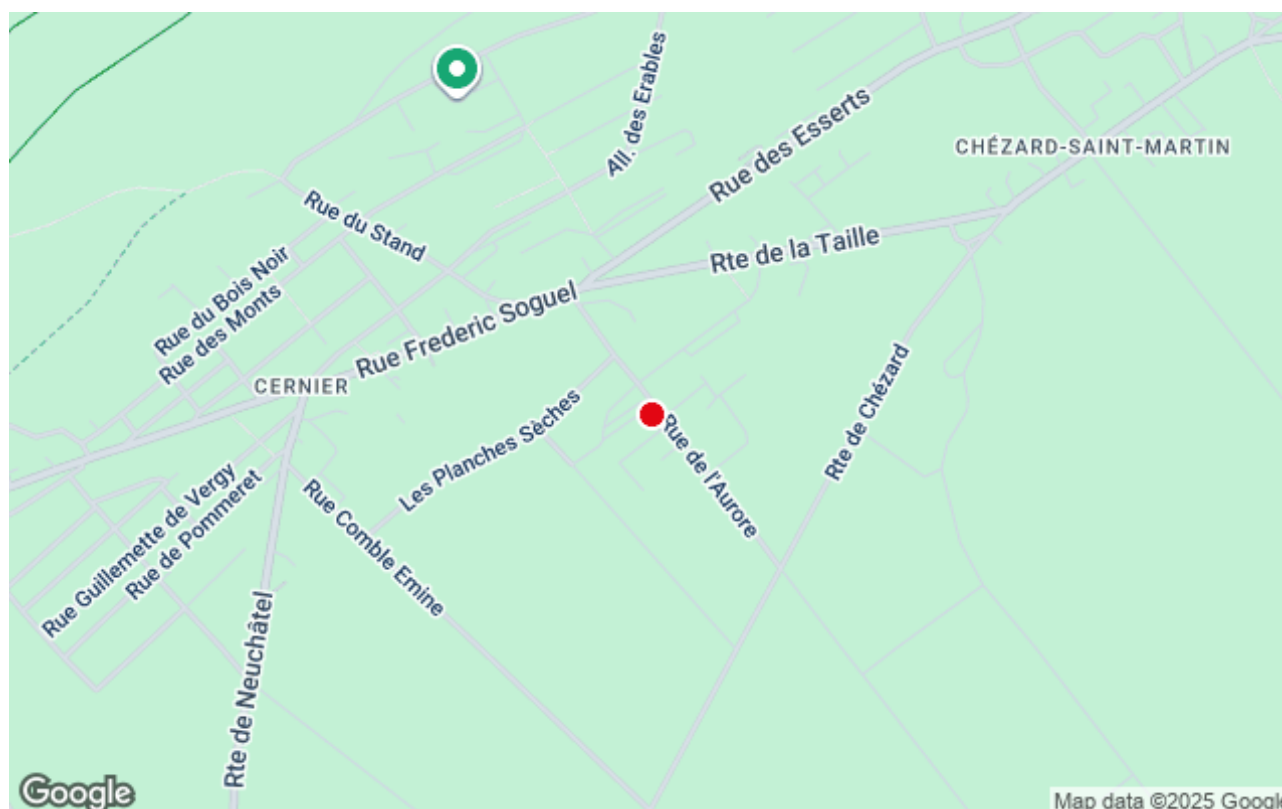 All. des Erables
Rue des Esserts
CHÉZARD-SAINT-MARTIN
Rue du Stand
Rte de la Taille
Rue du Bois Noir
Rue des Monts
Rue Frederic Soguel
CERNIER
Rte de Chézard
Les Planches Sèches
Rue de l'Aurore
Rue Guillemette de Vergy
Rue de Pommeret
Rue Comble Emine
Rte de Neuchâtel
Google
Map data ©2025 Google